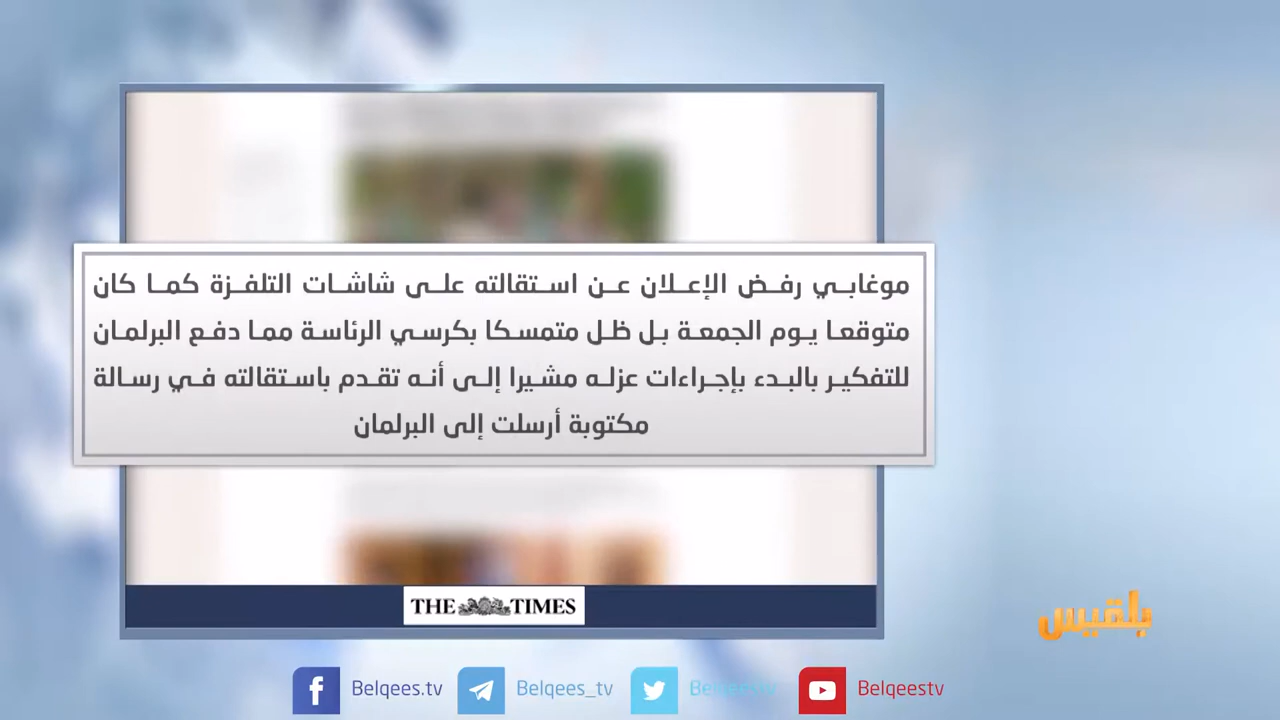 موغابي رفض الإعلان عن استقالته على شاشات التلفزة كما كان
متوقعا يوم الجمعة بل ظل متمسكا بكرسي الرئاسة مما دفع البرلمان
للتفكير بالبدء بإجراءات عزله مشيرا إلى أنه تقدم باستقالته في رسالة
مكتوبة أرسلت إلى البرلمان
THE TIMES
بلقيس
Belqees.tv
Belqees_tv
Belqeestv
Belqeestv